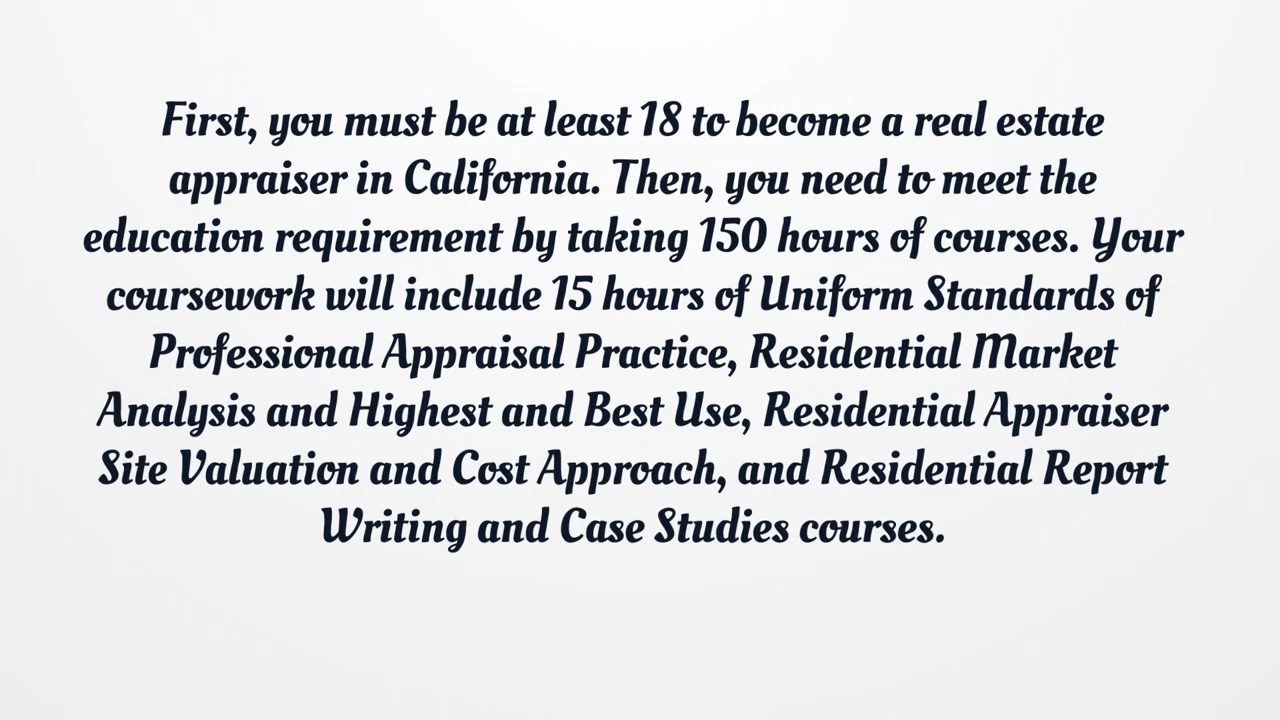 First, you must be at least 18 to become a real estate
appraiser in California. Then, you need to meet the
education requirement by taking 150 hours of courses. Your
coursework will include 15 hours of Uniform Standards of
Professional Appraisal Practice, Residential Market
Analysis and Highest and Best Use, Residential Appraiser
Site Valuation and Cost Approach, and Residential Report
Writing and Case Studies courses.